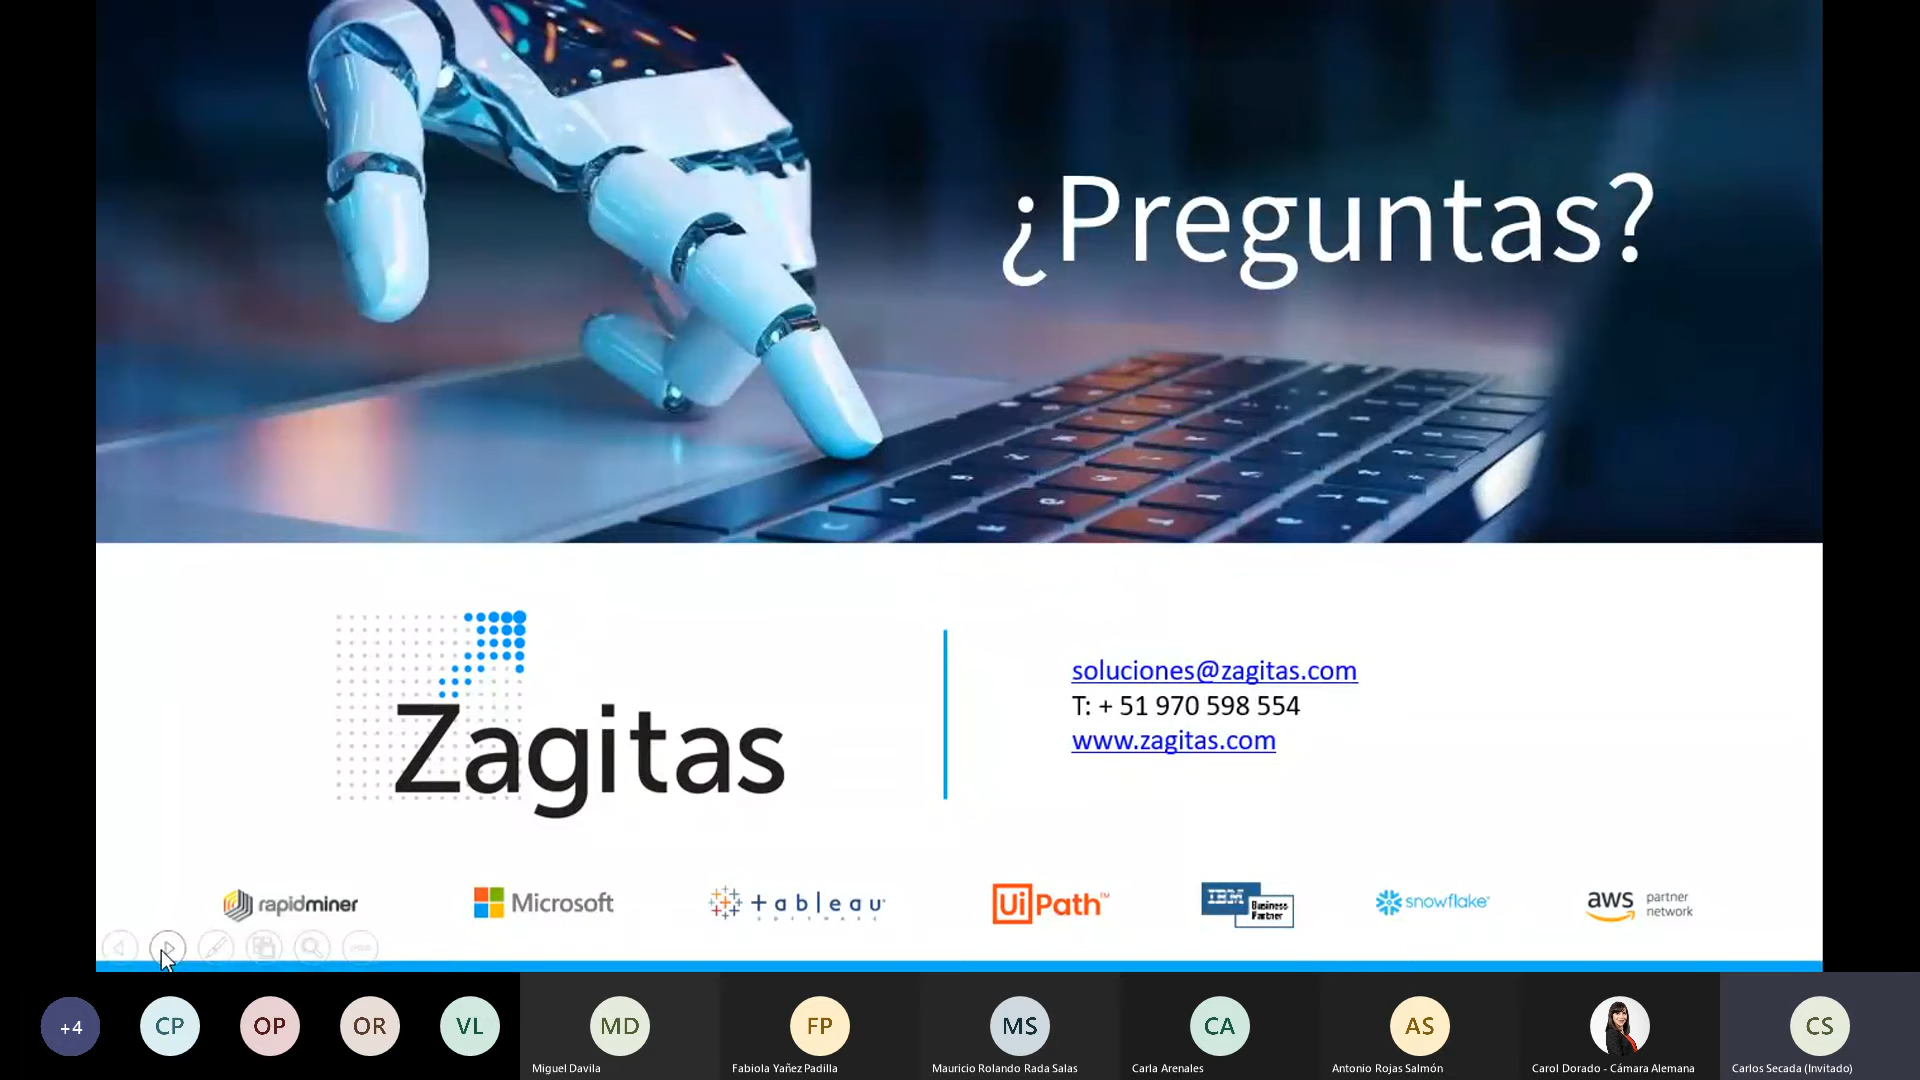 ¿Preguntas?
Zagitas
soluciones@zagitas.com
T: + 51 970 598 554
www.zagitas.com
rapidminer
Microsoft
tableau
SOFTWARE
UiPath™
IBM
Business
Partner
snowflake
aws
partner
network
+4
CP
OP
OR
VL
MD
FP
MS
CA
AS
CS
Miguel Davila
Fabiola Yañez Padilla
Mauricio Rolando Rada Salas
Carla Arenales
Antonio Rojas Salmón
Carol Dorado - Cámara Alemana
Carlos Secada (Invitado)